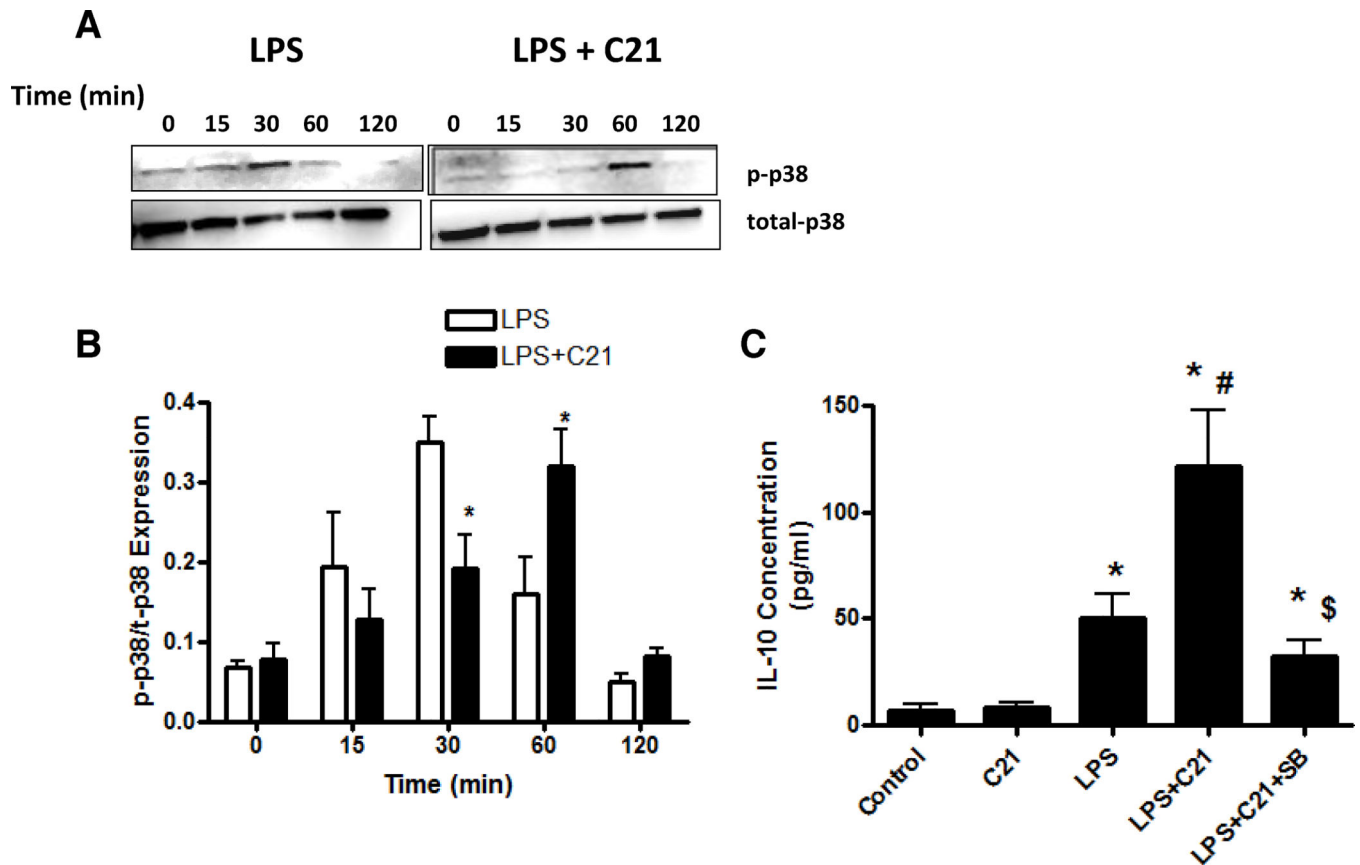 A
LPS
LPS + C21
Time (min)
0 15 30 60 120
0 15 30 60 120
p-p38
total-p38
B
LPS
LPS+C21
p-p38/t-p38 Expression
0.4
0.3
0.2
0.1
0.0
*
*
0 15 30 60 120
Time (min)
C
IL-10 Concentration
(pg/ml)
150
100
50
0
*
* #
* $
Control
C21
LPS
LPS+C21
LPS+C21+SB